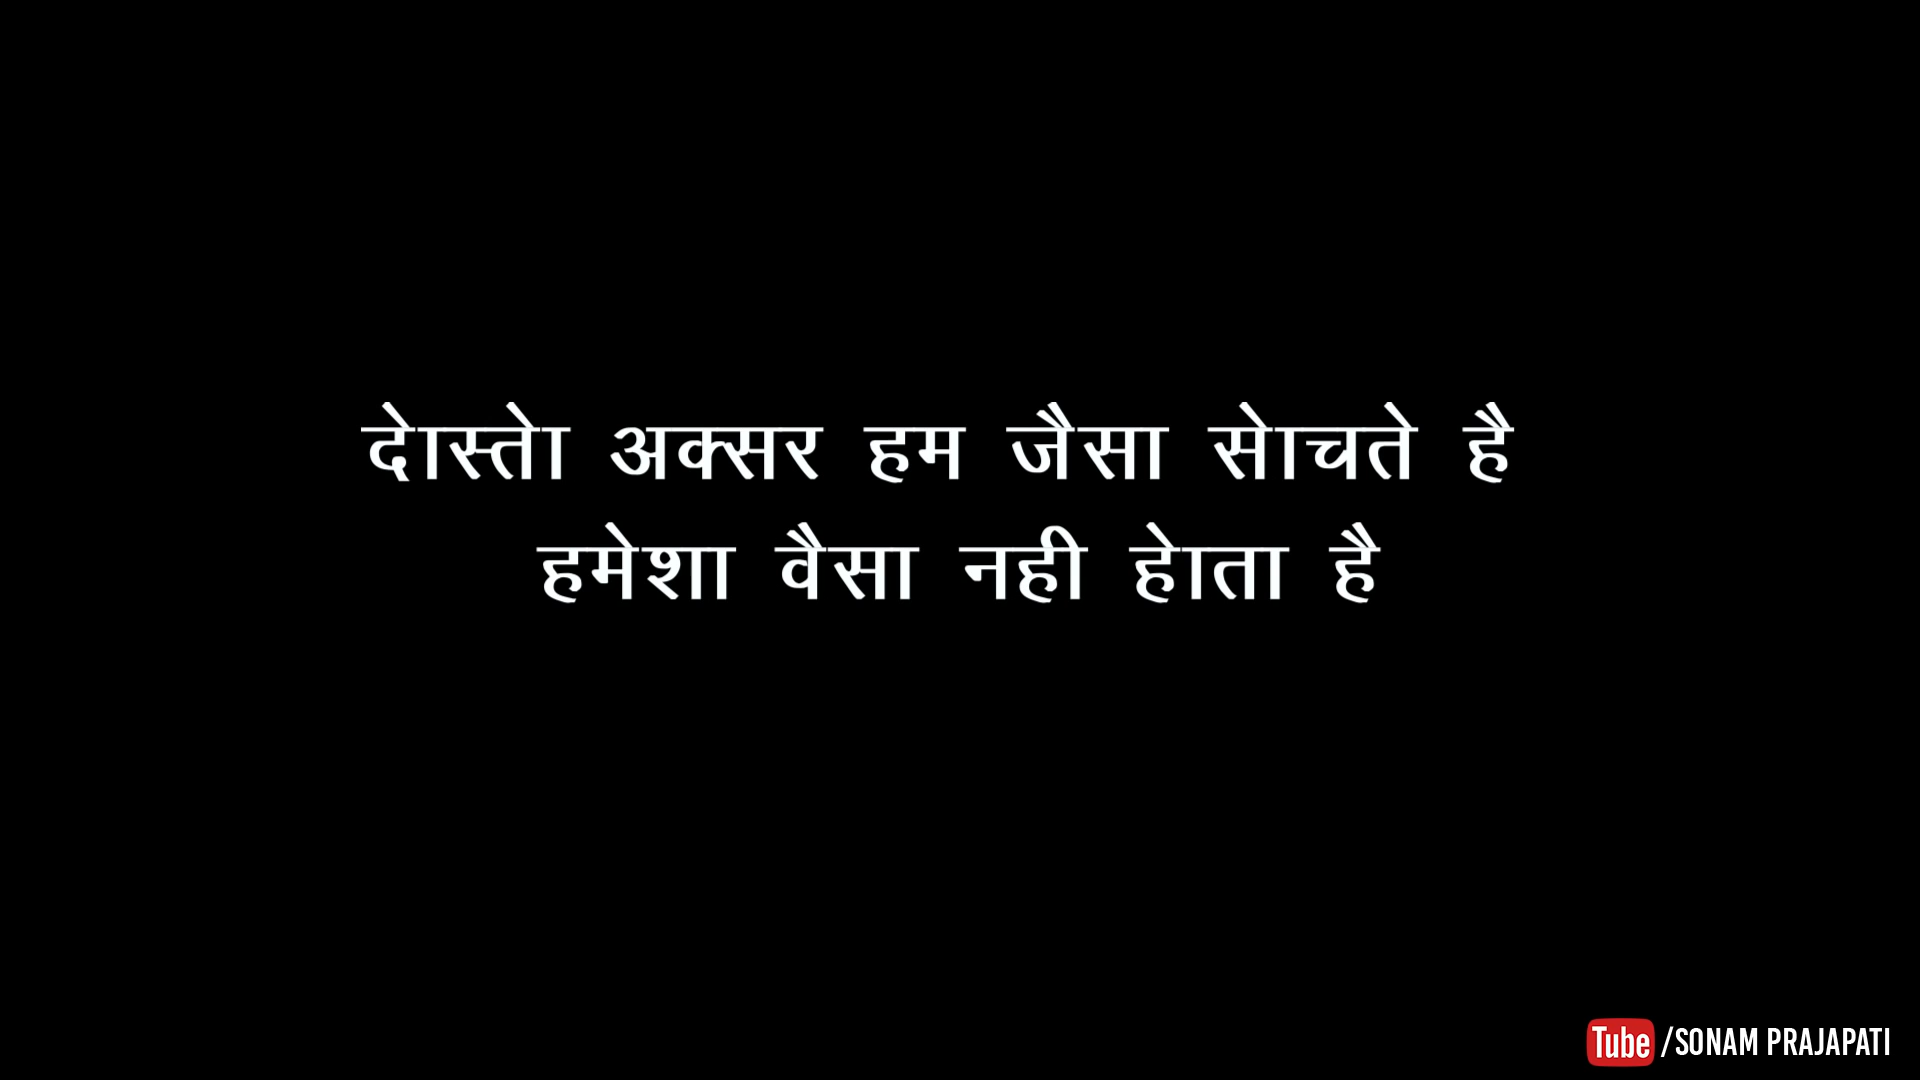 दोस्तो अक्सर हम जैसा सोचते है
हमेशा वैसा नही होता है
Tube /SONAM PRAJAPATI